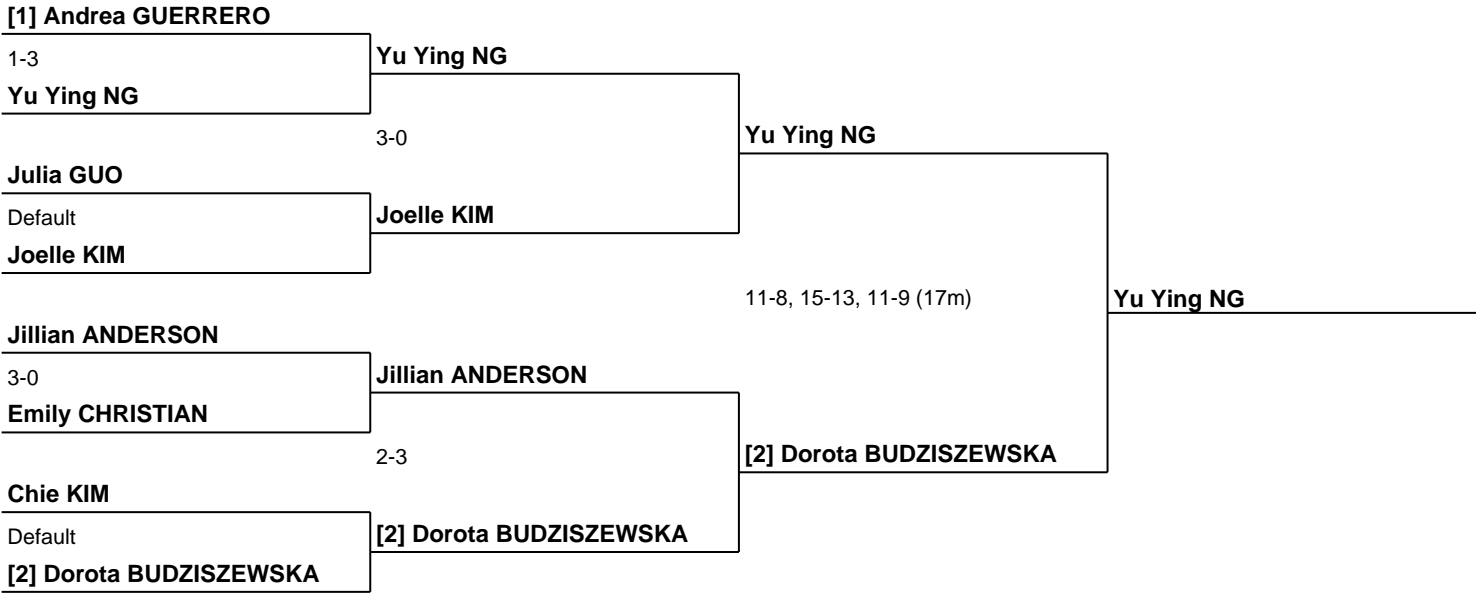 [1] Andrea GUERRERO
1-3
Yu Ying NG
Yu Ying NG
3-0
Yu Ying NG
Julia GUO
Default
Joelle KIM
Joelle KIM
11-8, 15-13, 11-9 (17m)
Yu Ying NG
Jillian ANDERSON
3-0
Jillian ANDERSON
Emily CHRISTIAN
2-3
[2] Dorota BUDZISZEWSKA
Chie KIM
Default
[2] Dorota BUDZISZEWSKA
[2] Dorota BUDZISZEWSKA